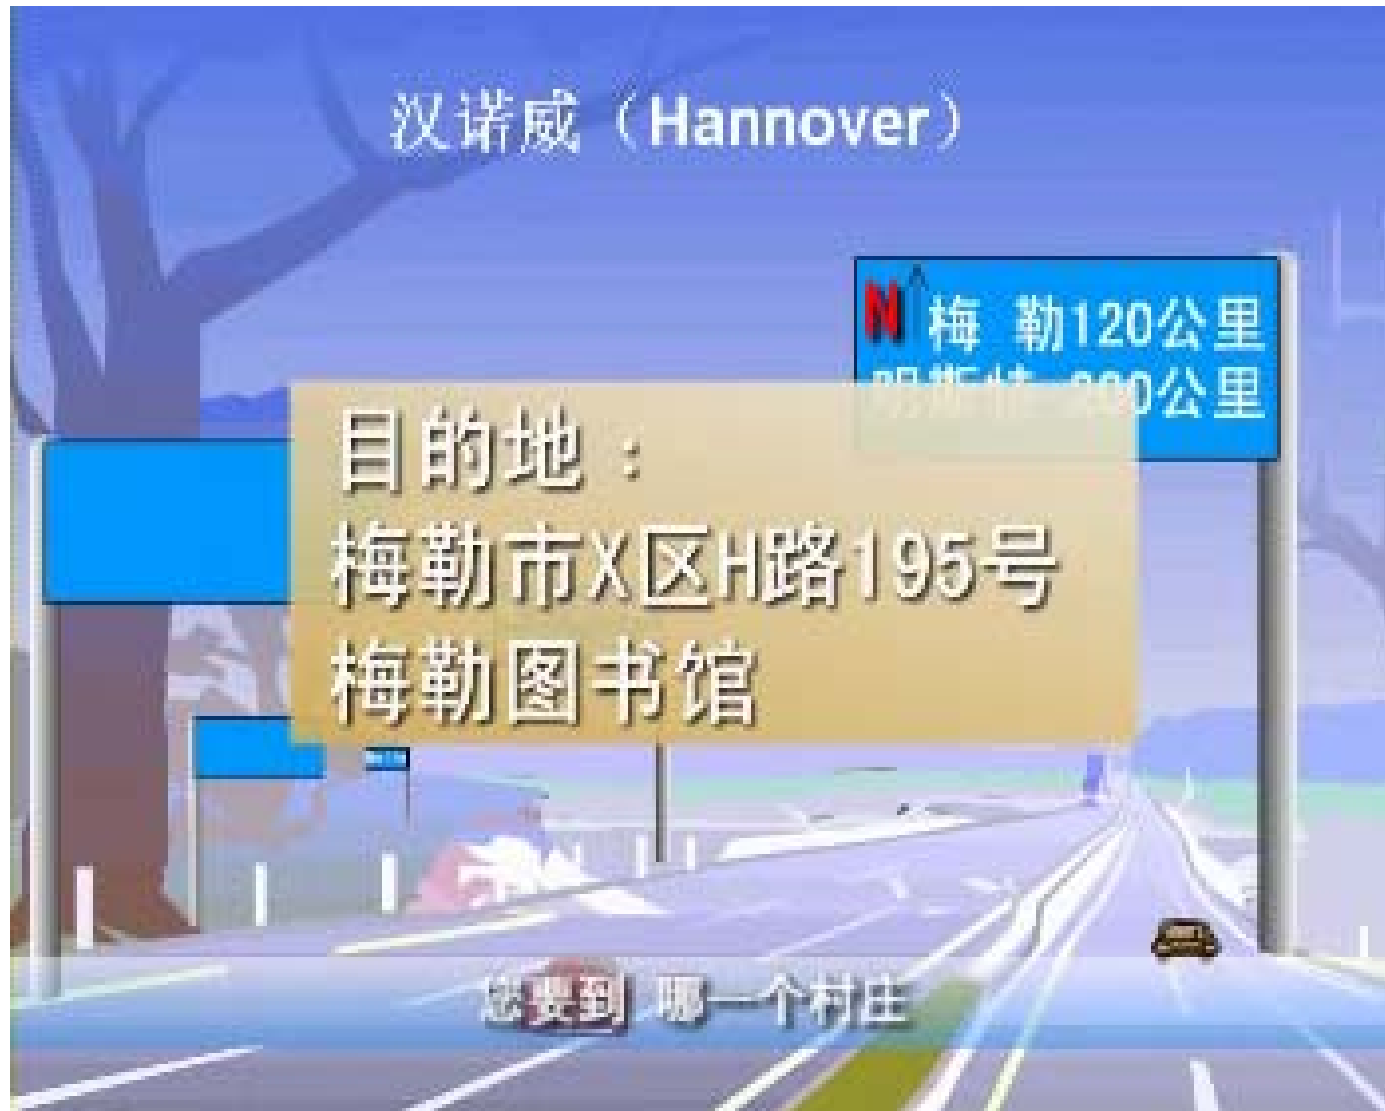 汉诺威（Hannover）
N 梅 勒120公里
公里
目的地：
梅勒市X区H路195号
梅勒图书馆
您要到 哪一个村庄